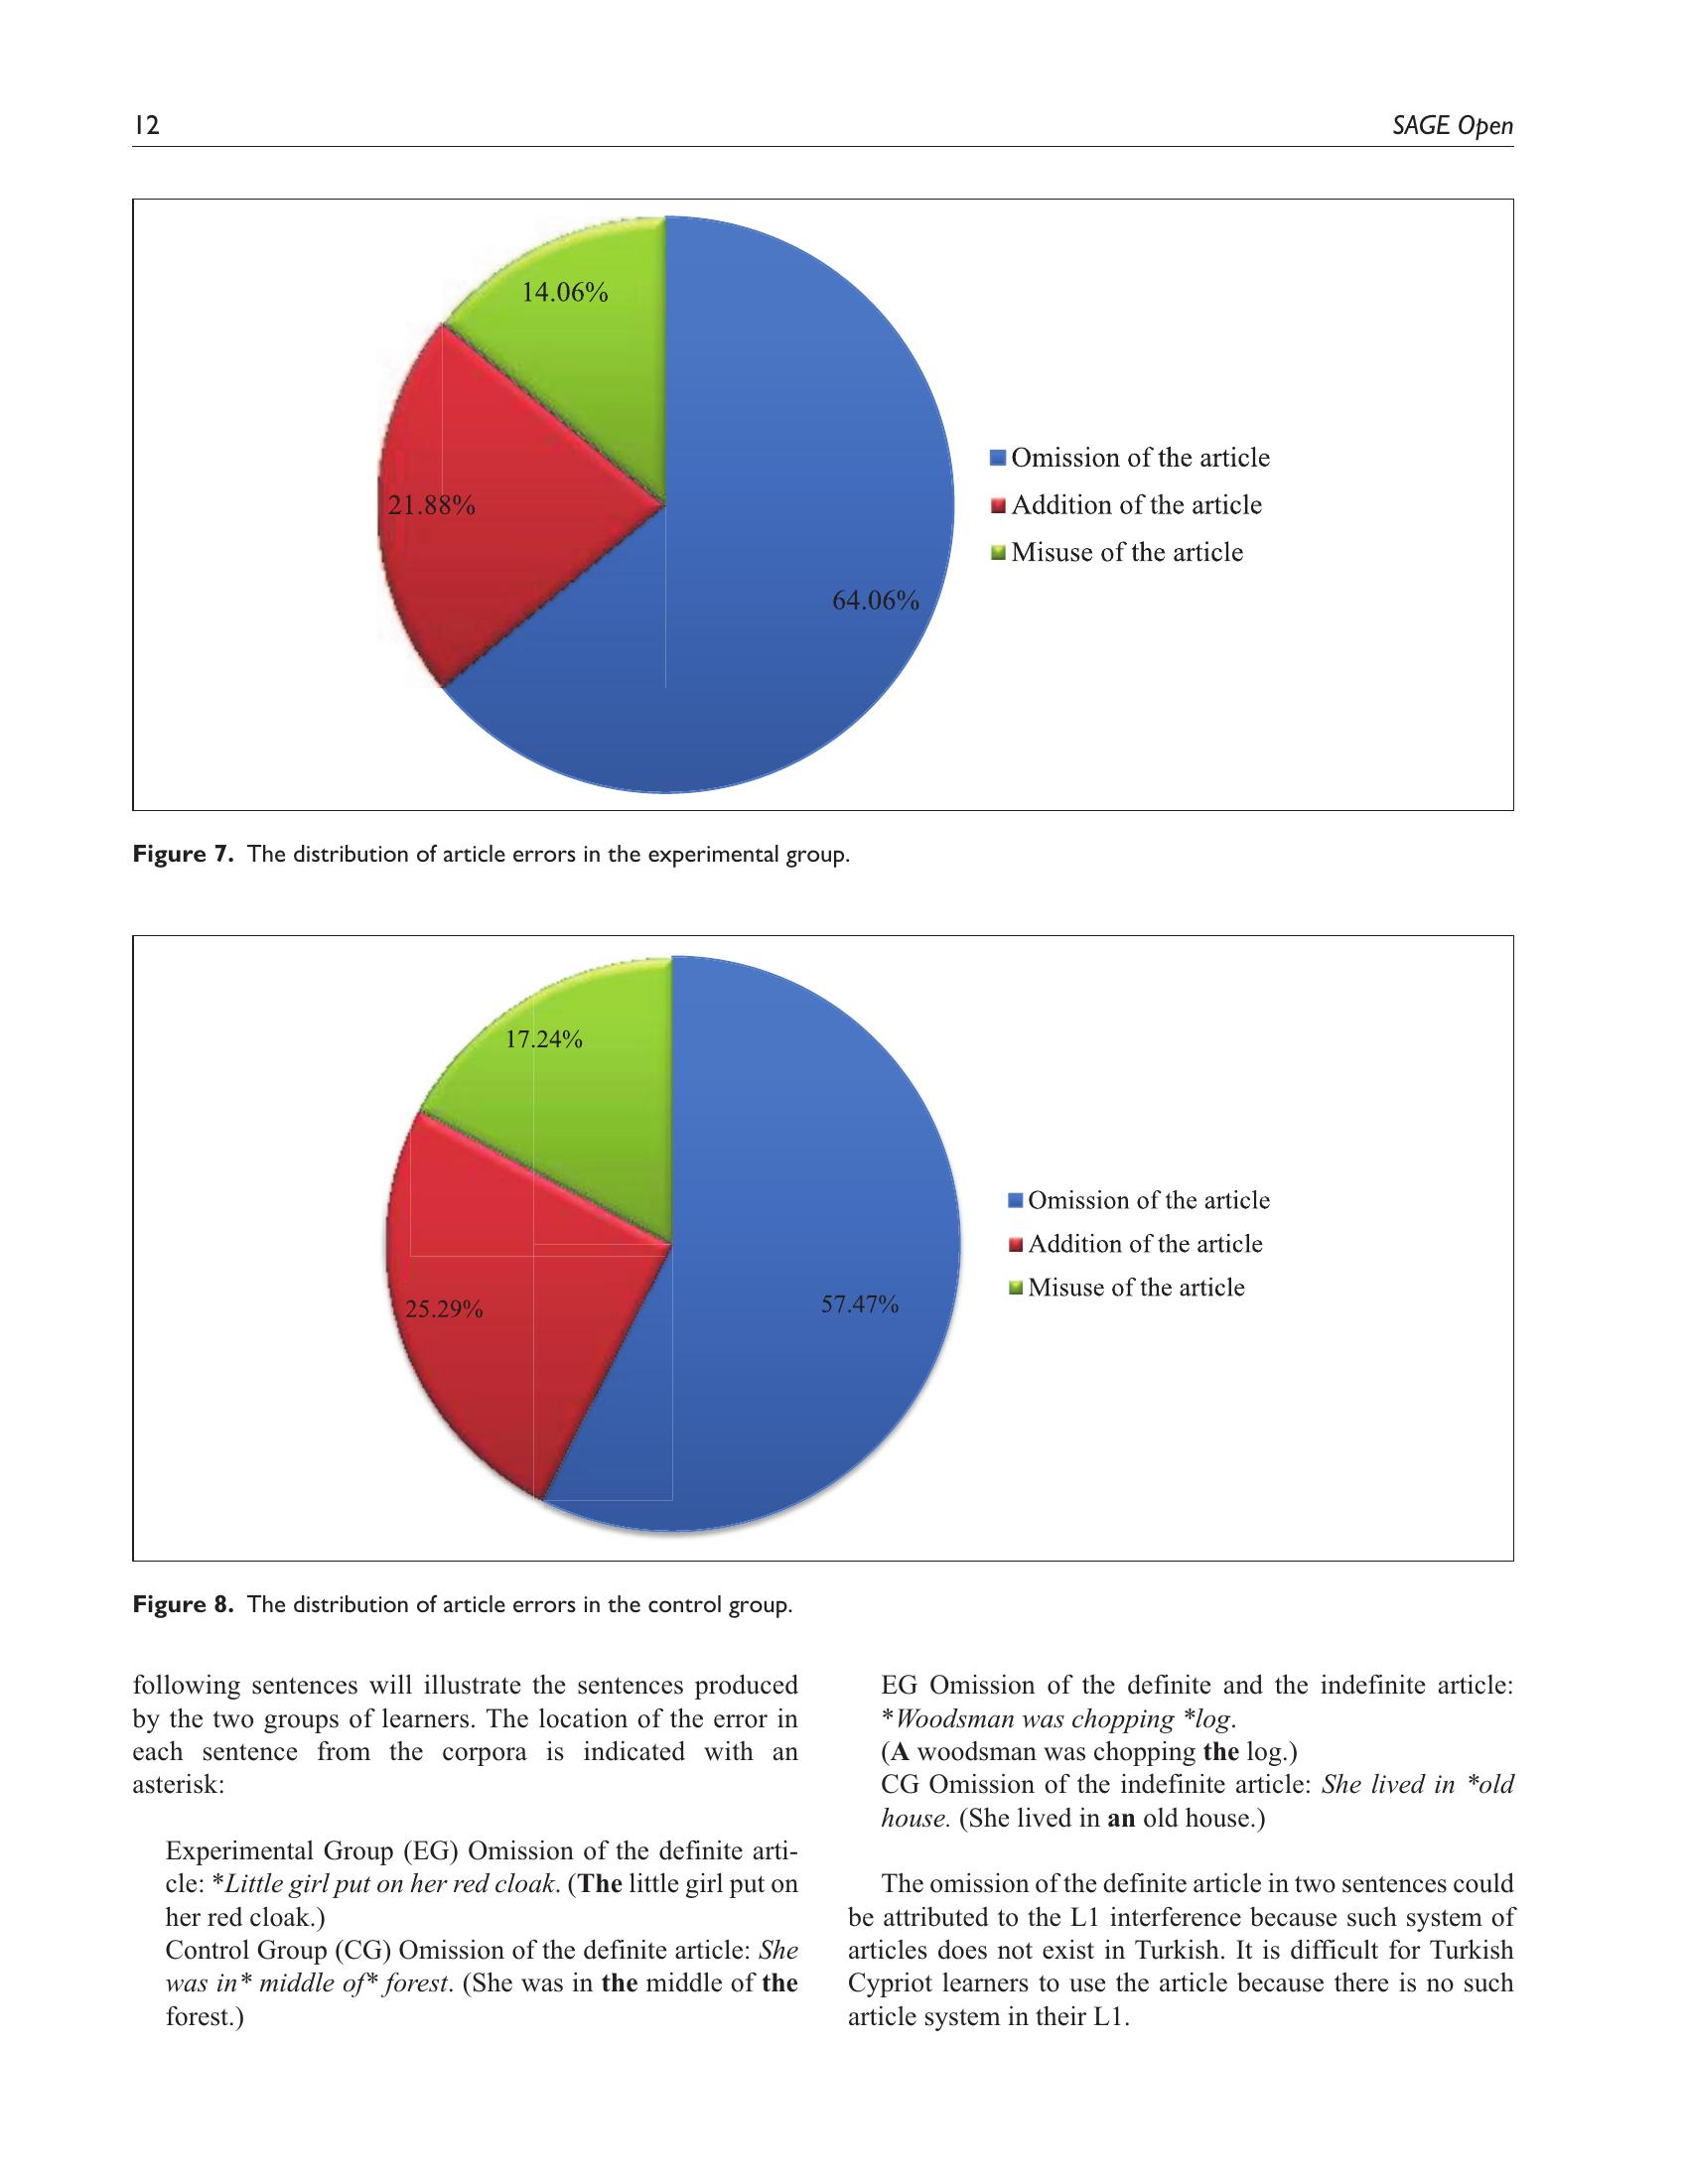 12
SAGE Open
14.06%
21.88%
64.06%
Omission of the article
Addition of the article
Misuse of the article
Figure 7. The distribution of article errors in the experimental group.
17.24%
25.29%
57.47%
Omission of the article
Addition of the article
Misuse of the article
Figure 8. The distribution of article errors in the control group.
following sentences will illustrate the sentences produced
by the two groups of learners. The location of the error in
each sentence from the corpora is indicated with an
asterisk:
Experimental Group (EG) Omission of the definite arti-
cle: *Little girl put on her red cloak. (The little girl put on
her red cloak.)
Control Group (CG) Omission of the definite article: She
was in* middle of* forest. (She was in the middle of the
forest.)
EG Omission of the definite and the indefinite article:
*Woodsman was chopping *log.
(A woodsman was chopping the log.)
CG Omission of the indefinite article: She lived in *old
house. (She lived in an old house.)
The omission of the definite article in two sentences could
be attributed to the L1 interference because such system of
articles does not exist in Turkish. It is difficult for Turkish
Cypriot learners to use the article because there is no such
article system in their L1.